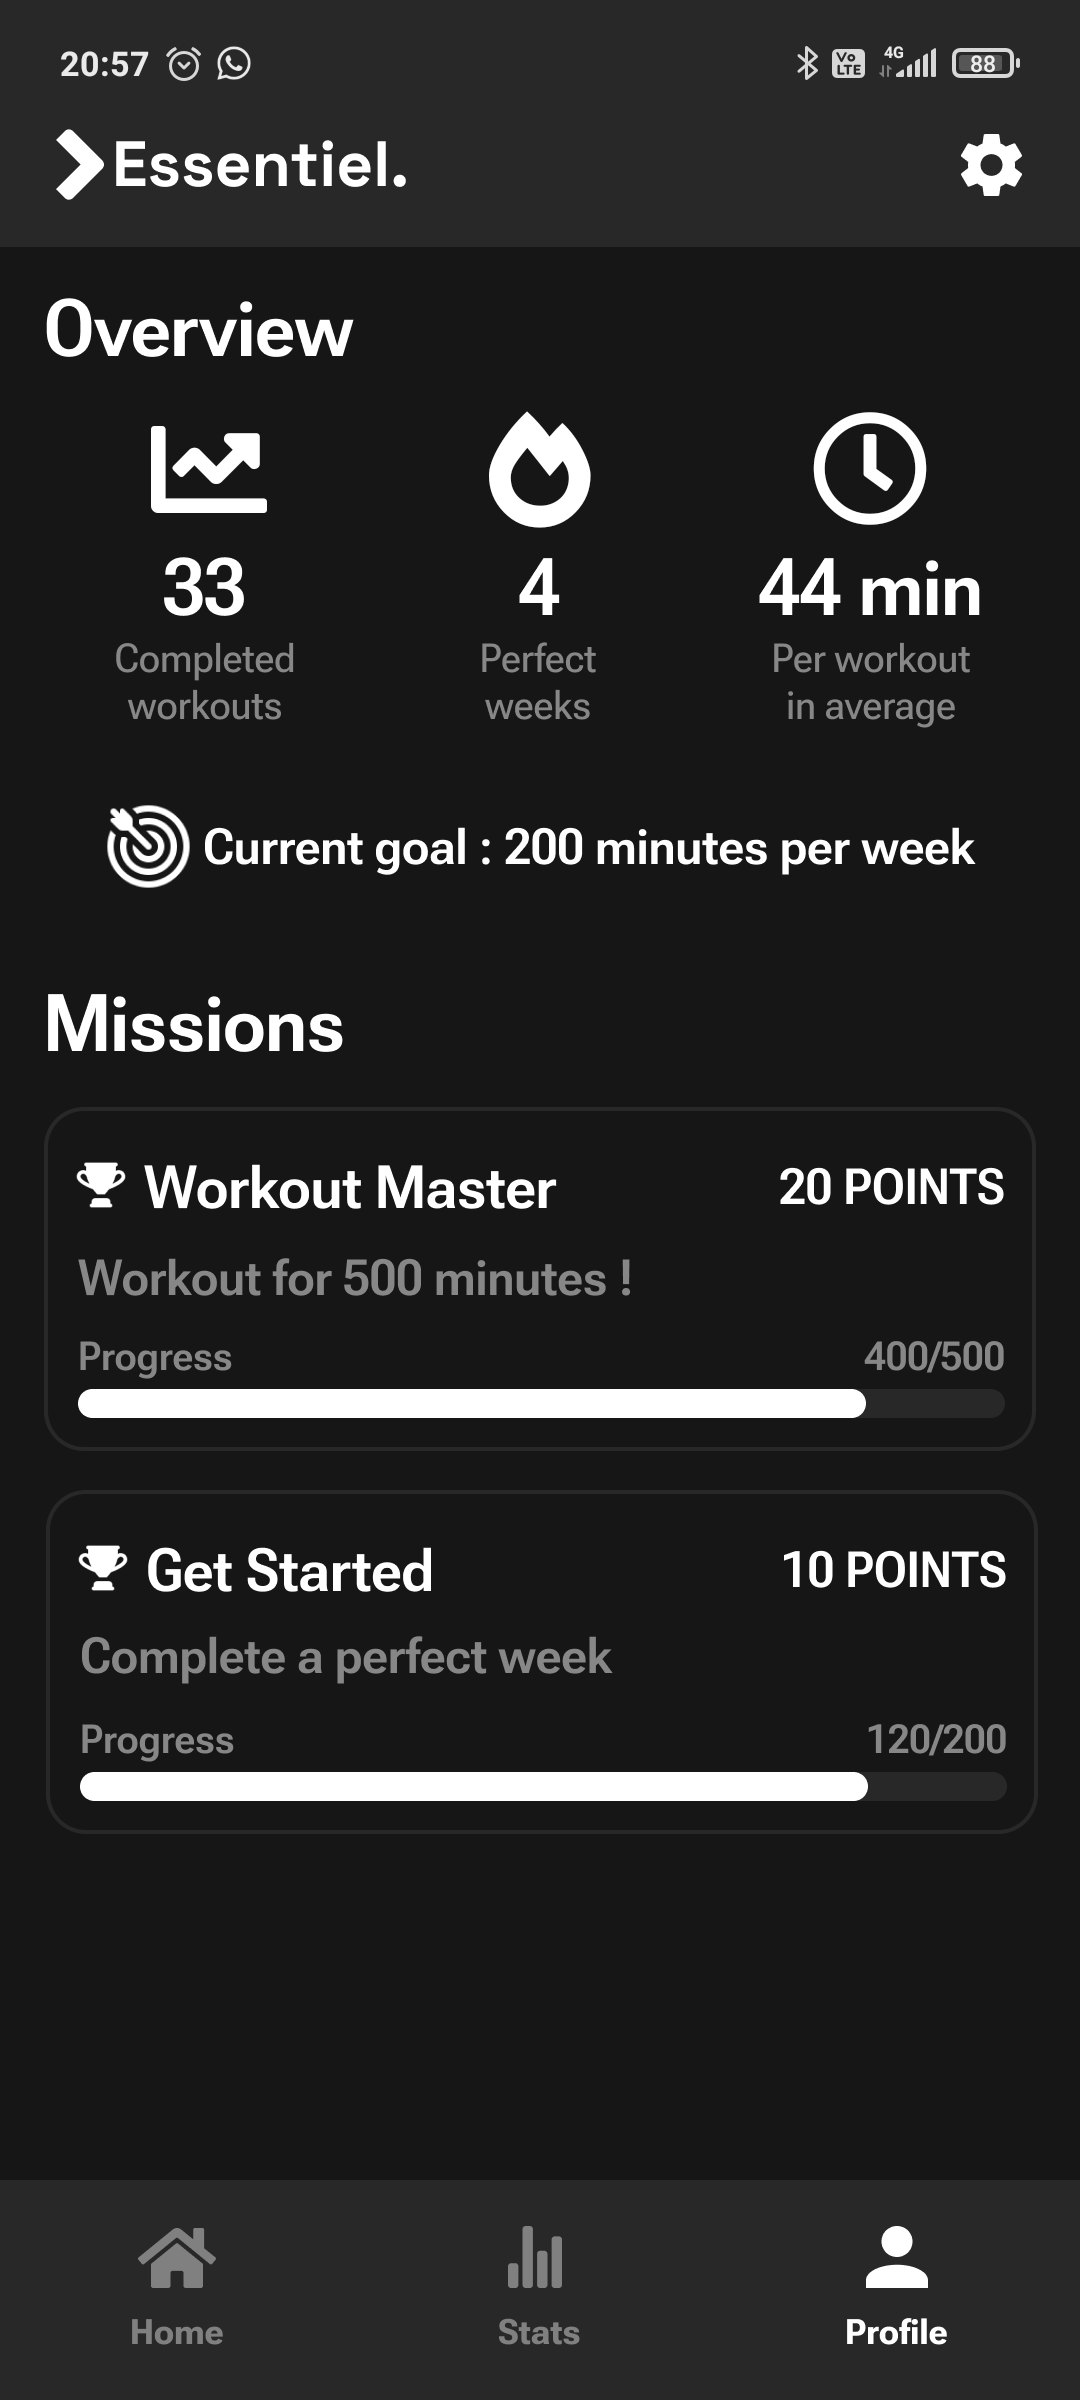 20:57
Vo LTE
4G
88
Essentiel.
Overview
33
4
44 min
Completed
workouts
Perfect
weeks
Per workout
in average
Current goal : 200 minutes per week
Missions
Workout Master
20 POINTS
Workout for 500 minutes !
Progress
400/500
Get Started
10 POINTS
Complete a perfect week
Progress
120/200
Home
Stats
Profile